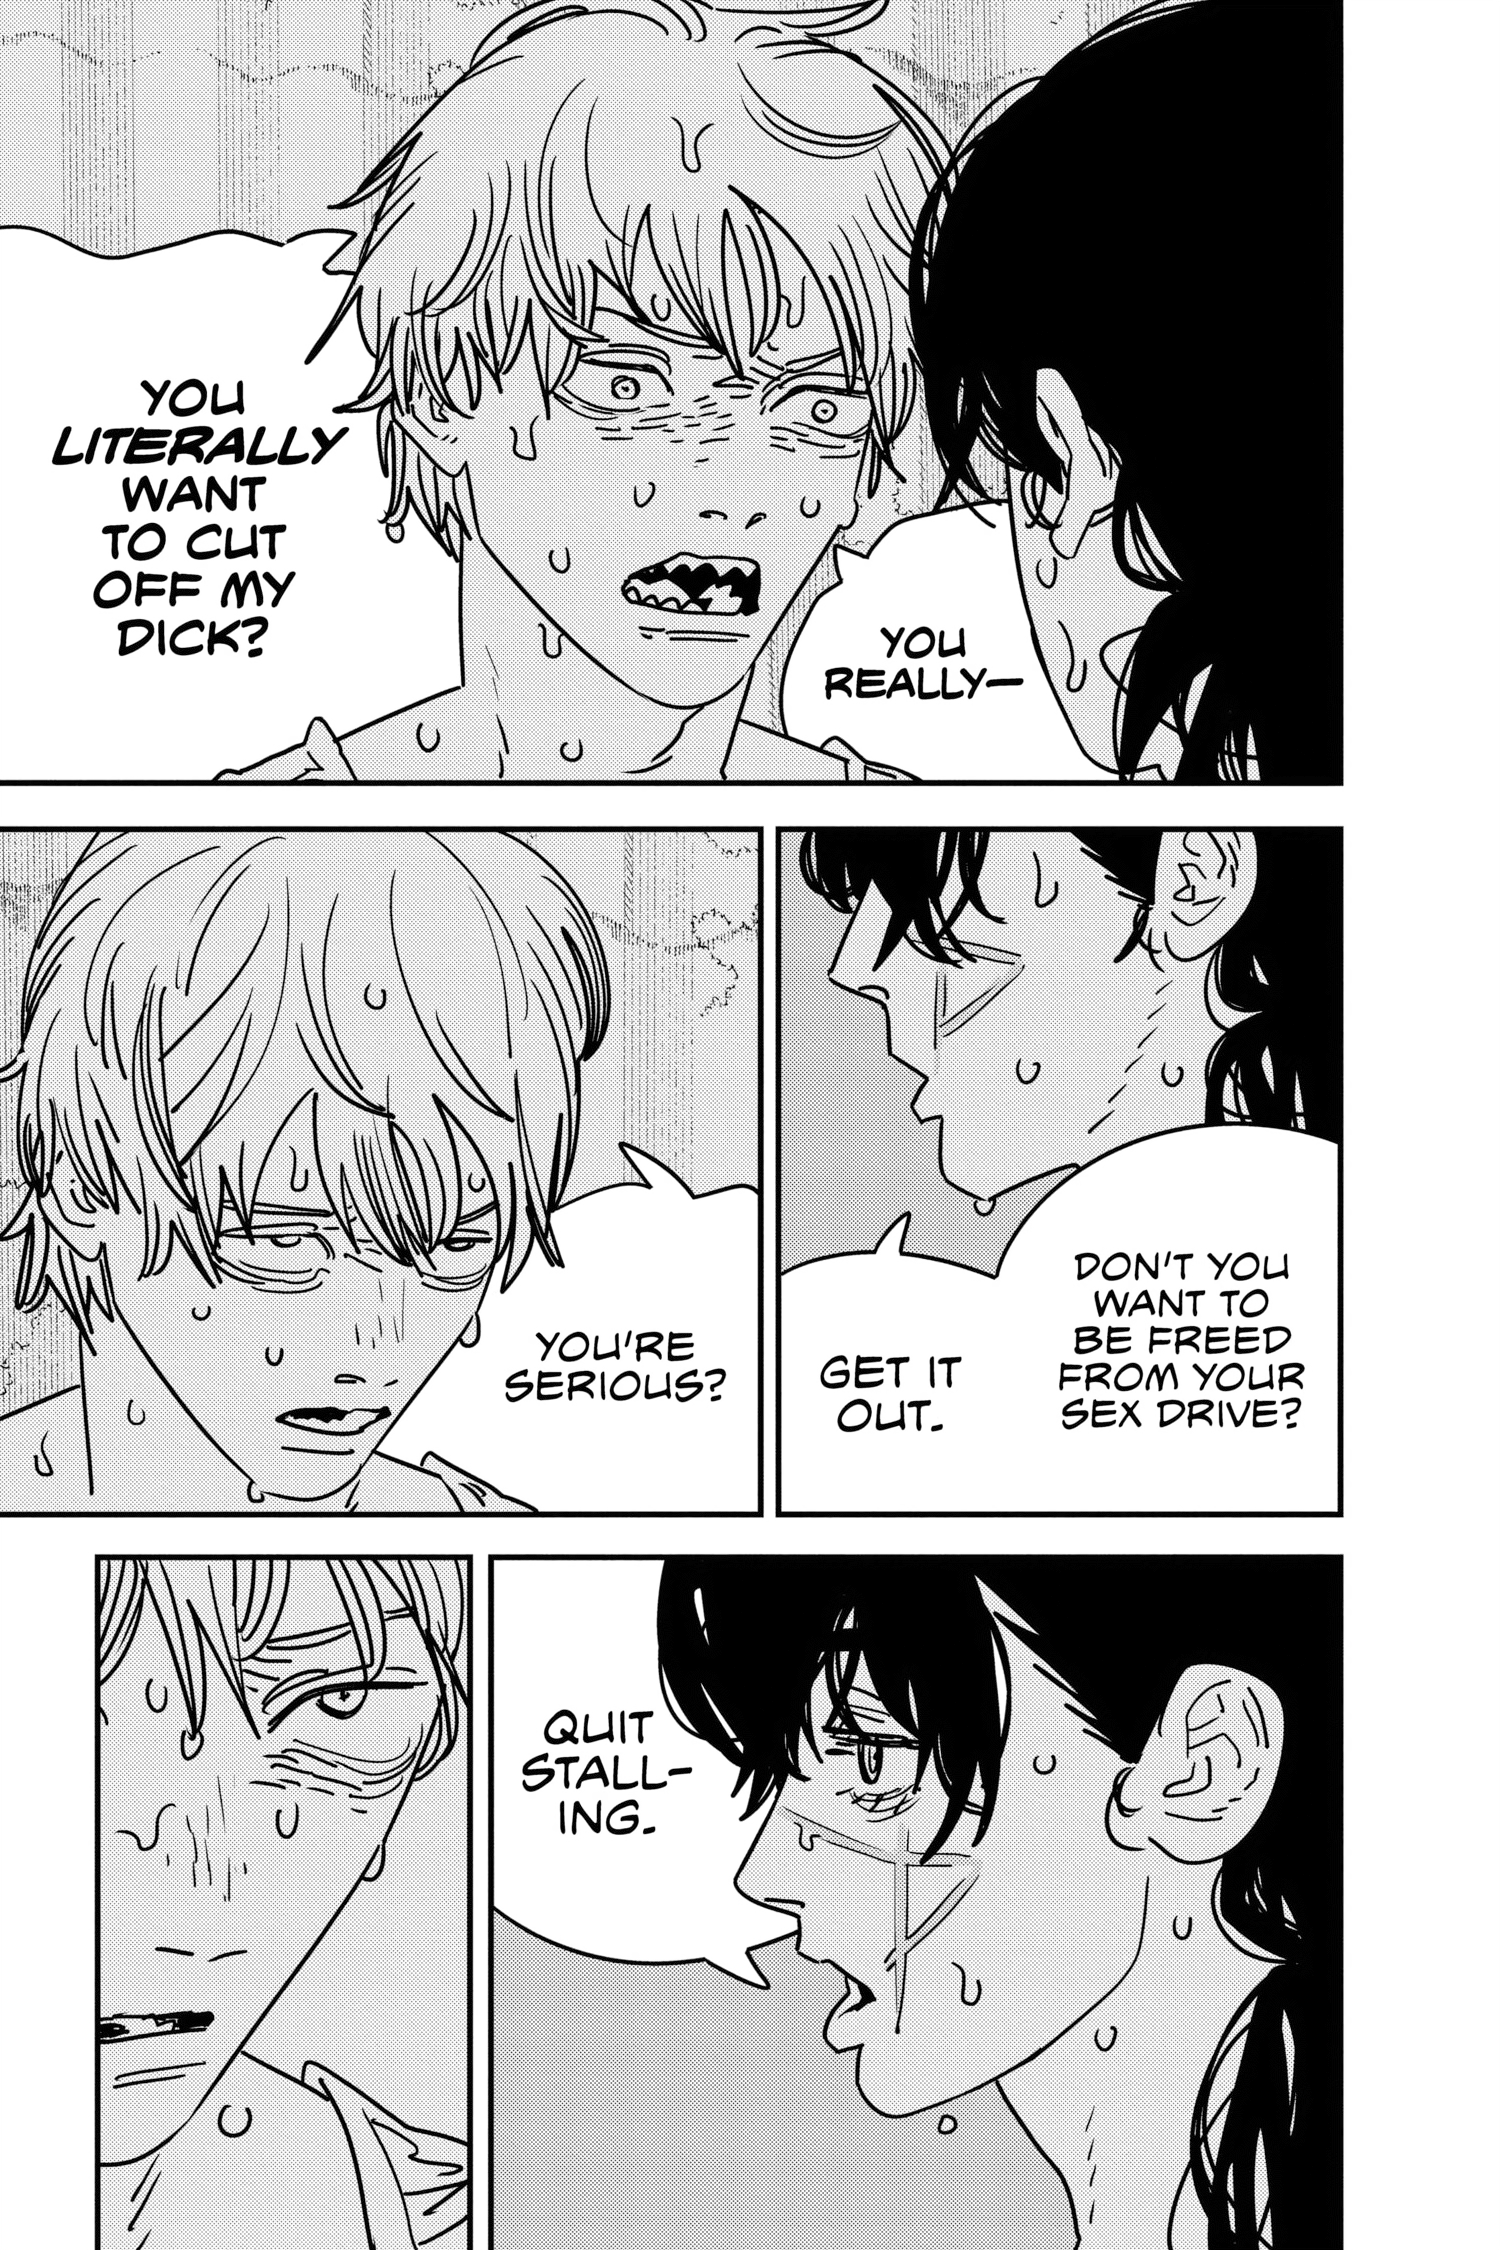 YOU
REALLY—
YOU
LITERALLY
WANT
TO CUT
OFF MY
DICK?
DON'T YOU
WANT TO
BE FREED
FROM YOUR
SEX DRIVE?
GET IT
OUT.
YOU'RE
SERIOUS?
QUIT
STALL-
ING.